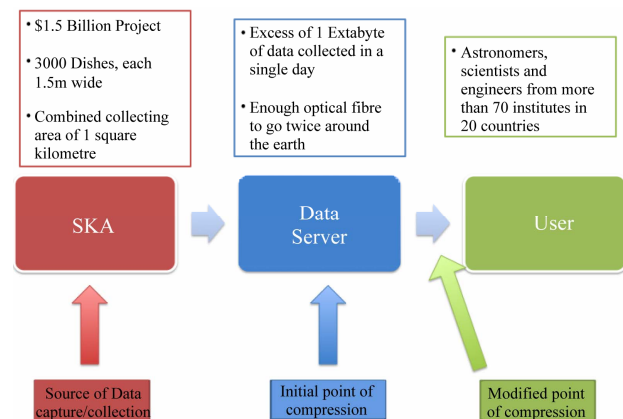 • $1.5 Billion Project
• 3000 Dishes, each
1.5m wide
• Combined collecting
area of 1 square
kilometre
• Excess of 1 Extabyte
of data collected in a
single day
• Enough optical fibre
to go twice around
the earth
• Astronomers,
scientists and
engineers from more
than 70 institutes in
20 countries
SKA
Data
Server
User
Source of Data
capture/collection
Initial point of
compression
Modified point
of compression